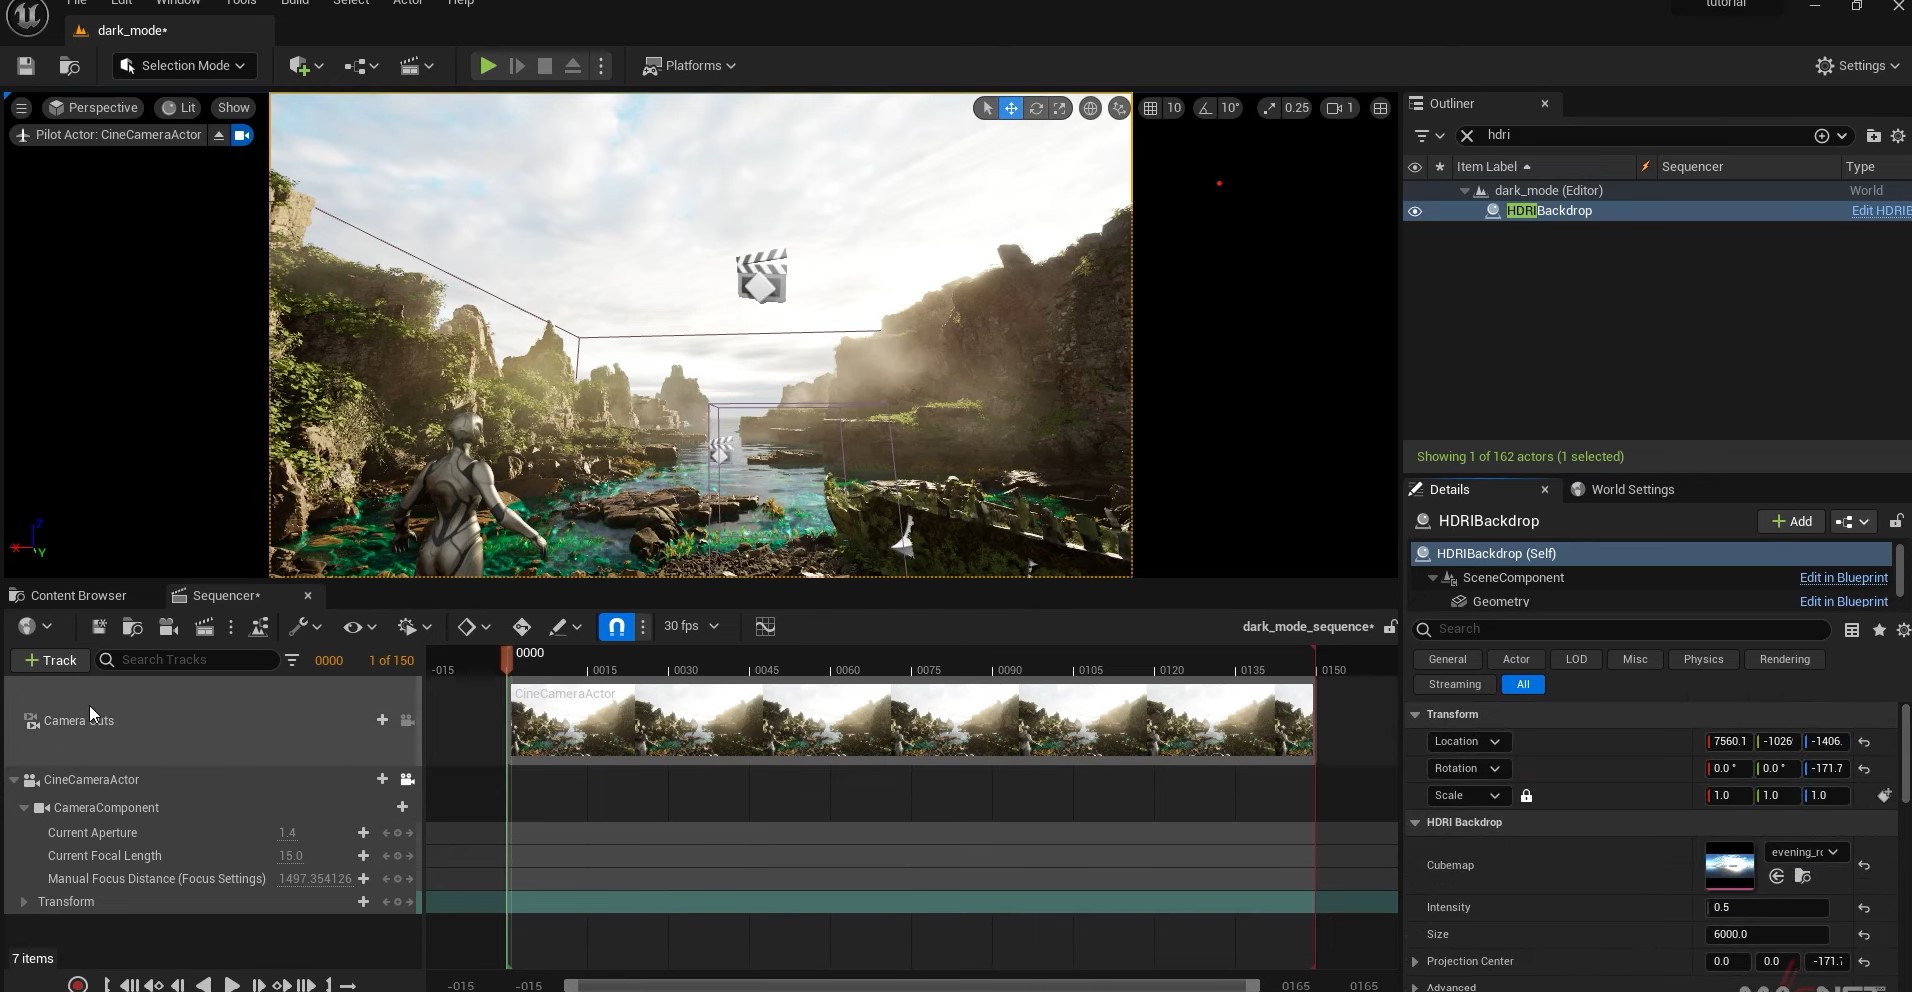 File Edit Window Tools Build Select Actor Help
tutorial
dark_mode*
Selection Mode
Platforms
Settings
Perspective Lit Show
10 10° 0.25 1
Pilot Actor: CineCameraActor
Outliner
hdri
Item Label Sequencer Type
dark_mode (Editor) World
HDRIBackdrop Edit HDRIB
Showing 1 of 162 actors (1 selected)
Details World Settings
HDRIBackdrop Add
HDRIBackdrop (Self)
SceneComponent Edit in Blueprint
Geometry Edit in Blueprint
Search
General Actor LOD Misc Physics Rendering
Streaming All
Transform
Location 7560.1 -1026 -1406.
Rotation 0.0 ° 0.0 ° -171.7
Scale 1.0 1.0 1.0
HDRI Backdrop
Cubemap evening_r
Intensity 0.5
Size 6000.0
Projection Center 0.0 0.0 -171.
Advanced
Z
X
Y
Content Browser Sequencer*
30 fps
dark_mode_sequence*
Track Search Tracks 0000 1 of 150
0000
-015 0015 0030 0045 0060 0075 0090 0105 0120 0135 0150
CineCameraActor
Camera Cuts
CineCameraActor
CameraComponent
Current Aperture 1.4
Current Focal Length 15.0
Manual Focus Distance (Focus Settings) 1497.354126
Transform
7 items
-015 -015 0165 0165